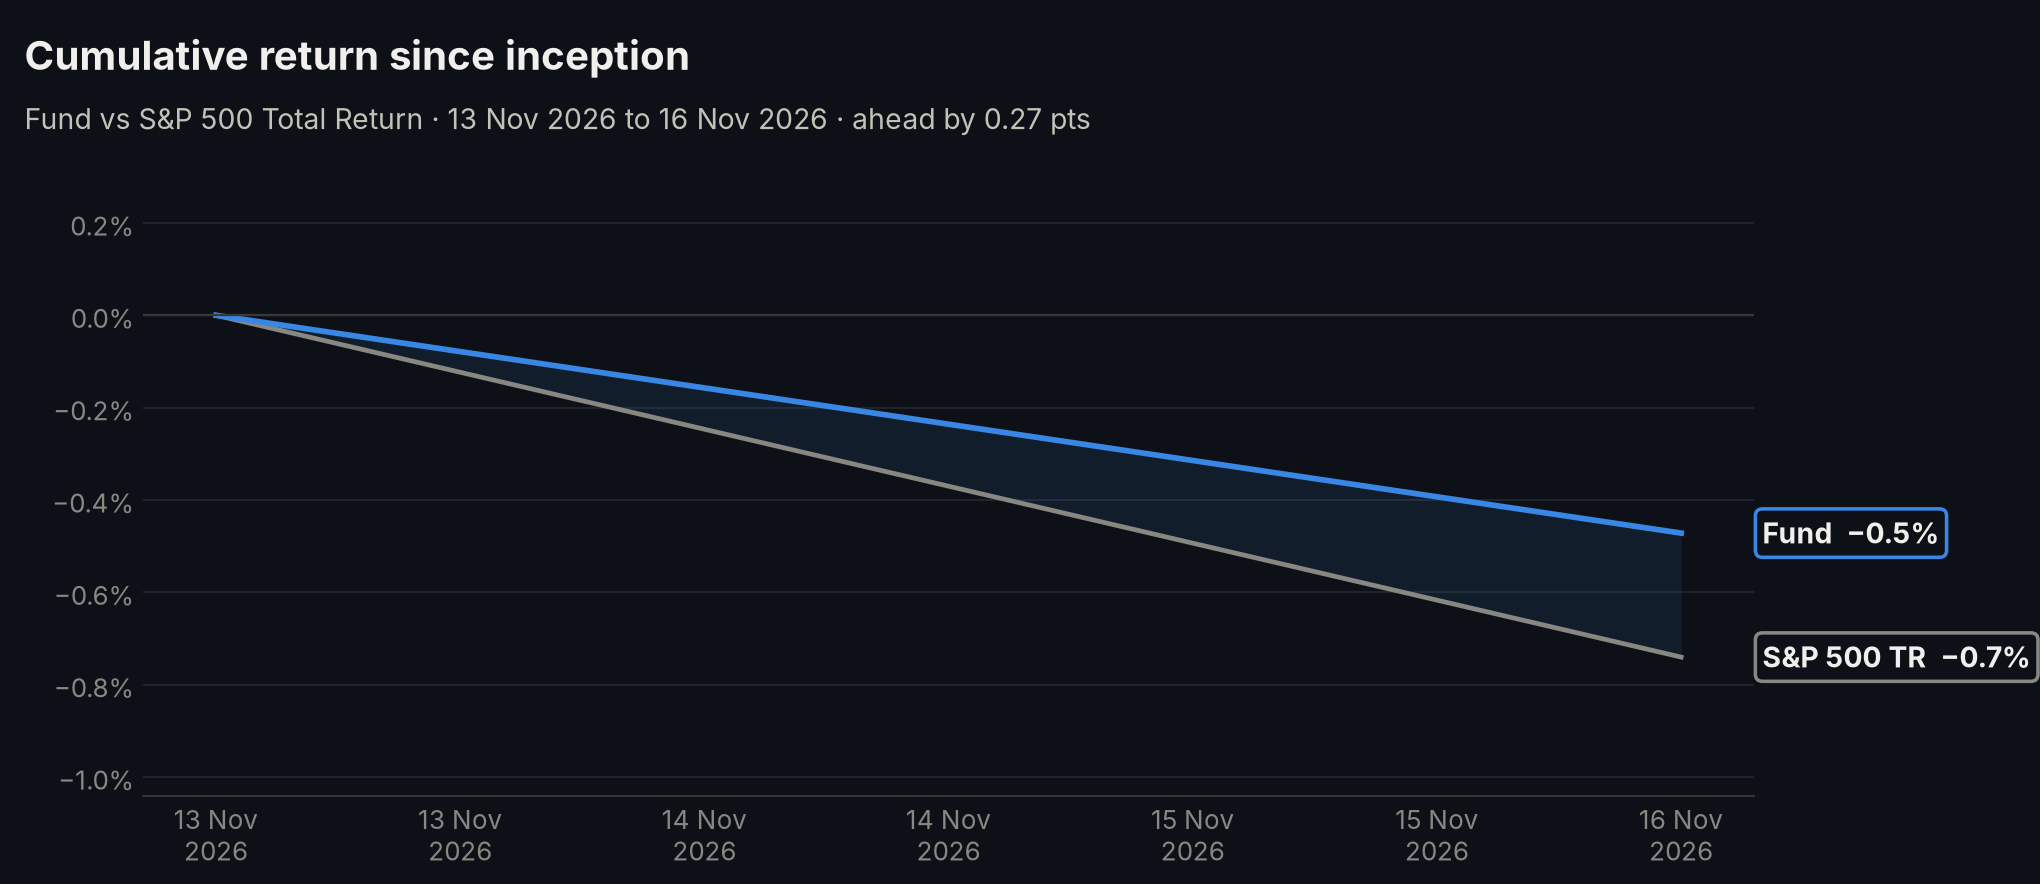 Cumulative return since inception
Fund vs S&P 500 Total Return · 13 Nov 2026 to 16 Nov 2026 · ahead by 0.27 pts
0.2%
0.0%
−0.2%
−0.4%
−0.6%
−0.8%
−1.0%
Fund −0.5%
S&P 500 TR −0.7%
13 Nov 2026
13 Nov 2026
14 Nov 2026
14 Nov 2026
15 Nov 2026
15 Nov 2026
16 Nov 2026